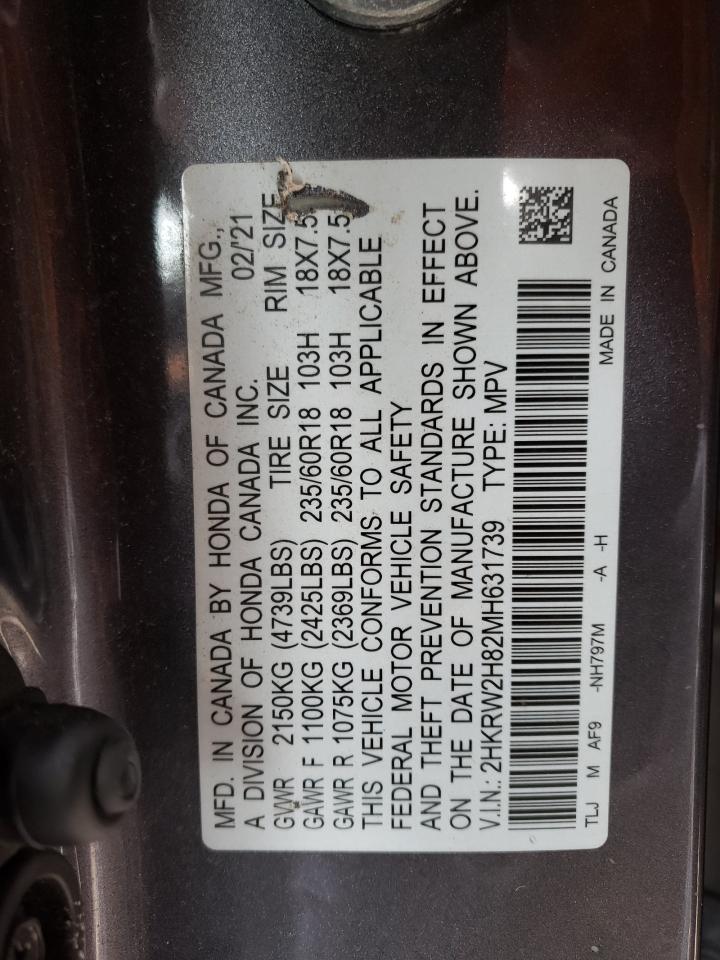 MFD. IN CANADA BY HONDA OF CANADA MFG.,
A DIVISION OF HONDA CANADA INC. 02/'21
GVWR 2150KG (4739LBS) TIRE SIZE RIM SIZE
GAWR F 1100KG (2425LBS) 235/60R18 103H 18X7.5
GAWR R 1075KG (2369LBS) 235/60R18 103H 18X7.5
THIS VEHICLE CONFORMS TO ALL APPLICABLE
FEDERAL MOTOR VEHICLE SAFETY
AND THEFT PREVENTION STANDARDS IN EFFECT
ON THE DATE OF MANUFACTURE SHOWN ABOVE.
V.I.N.: 2HKRW2H82MH631739 TYPE: MPV
TLJ M AF9 -NH797M -A -H MADE IN CANADA